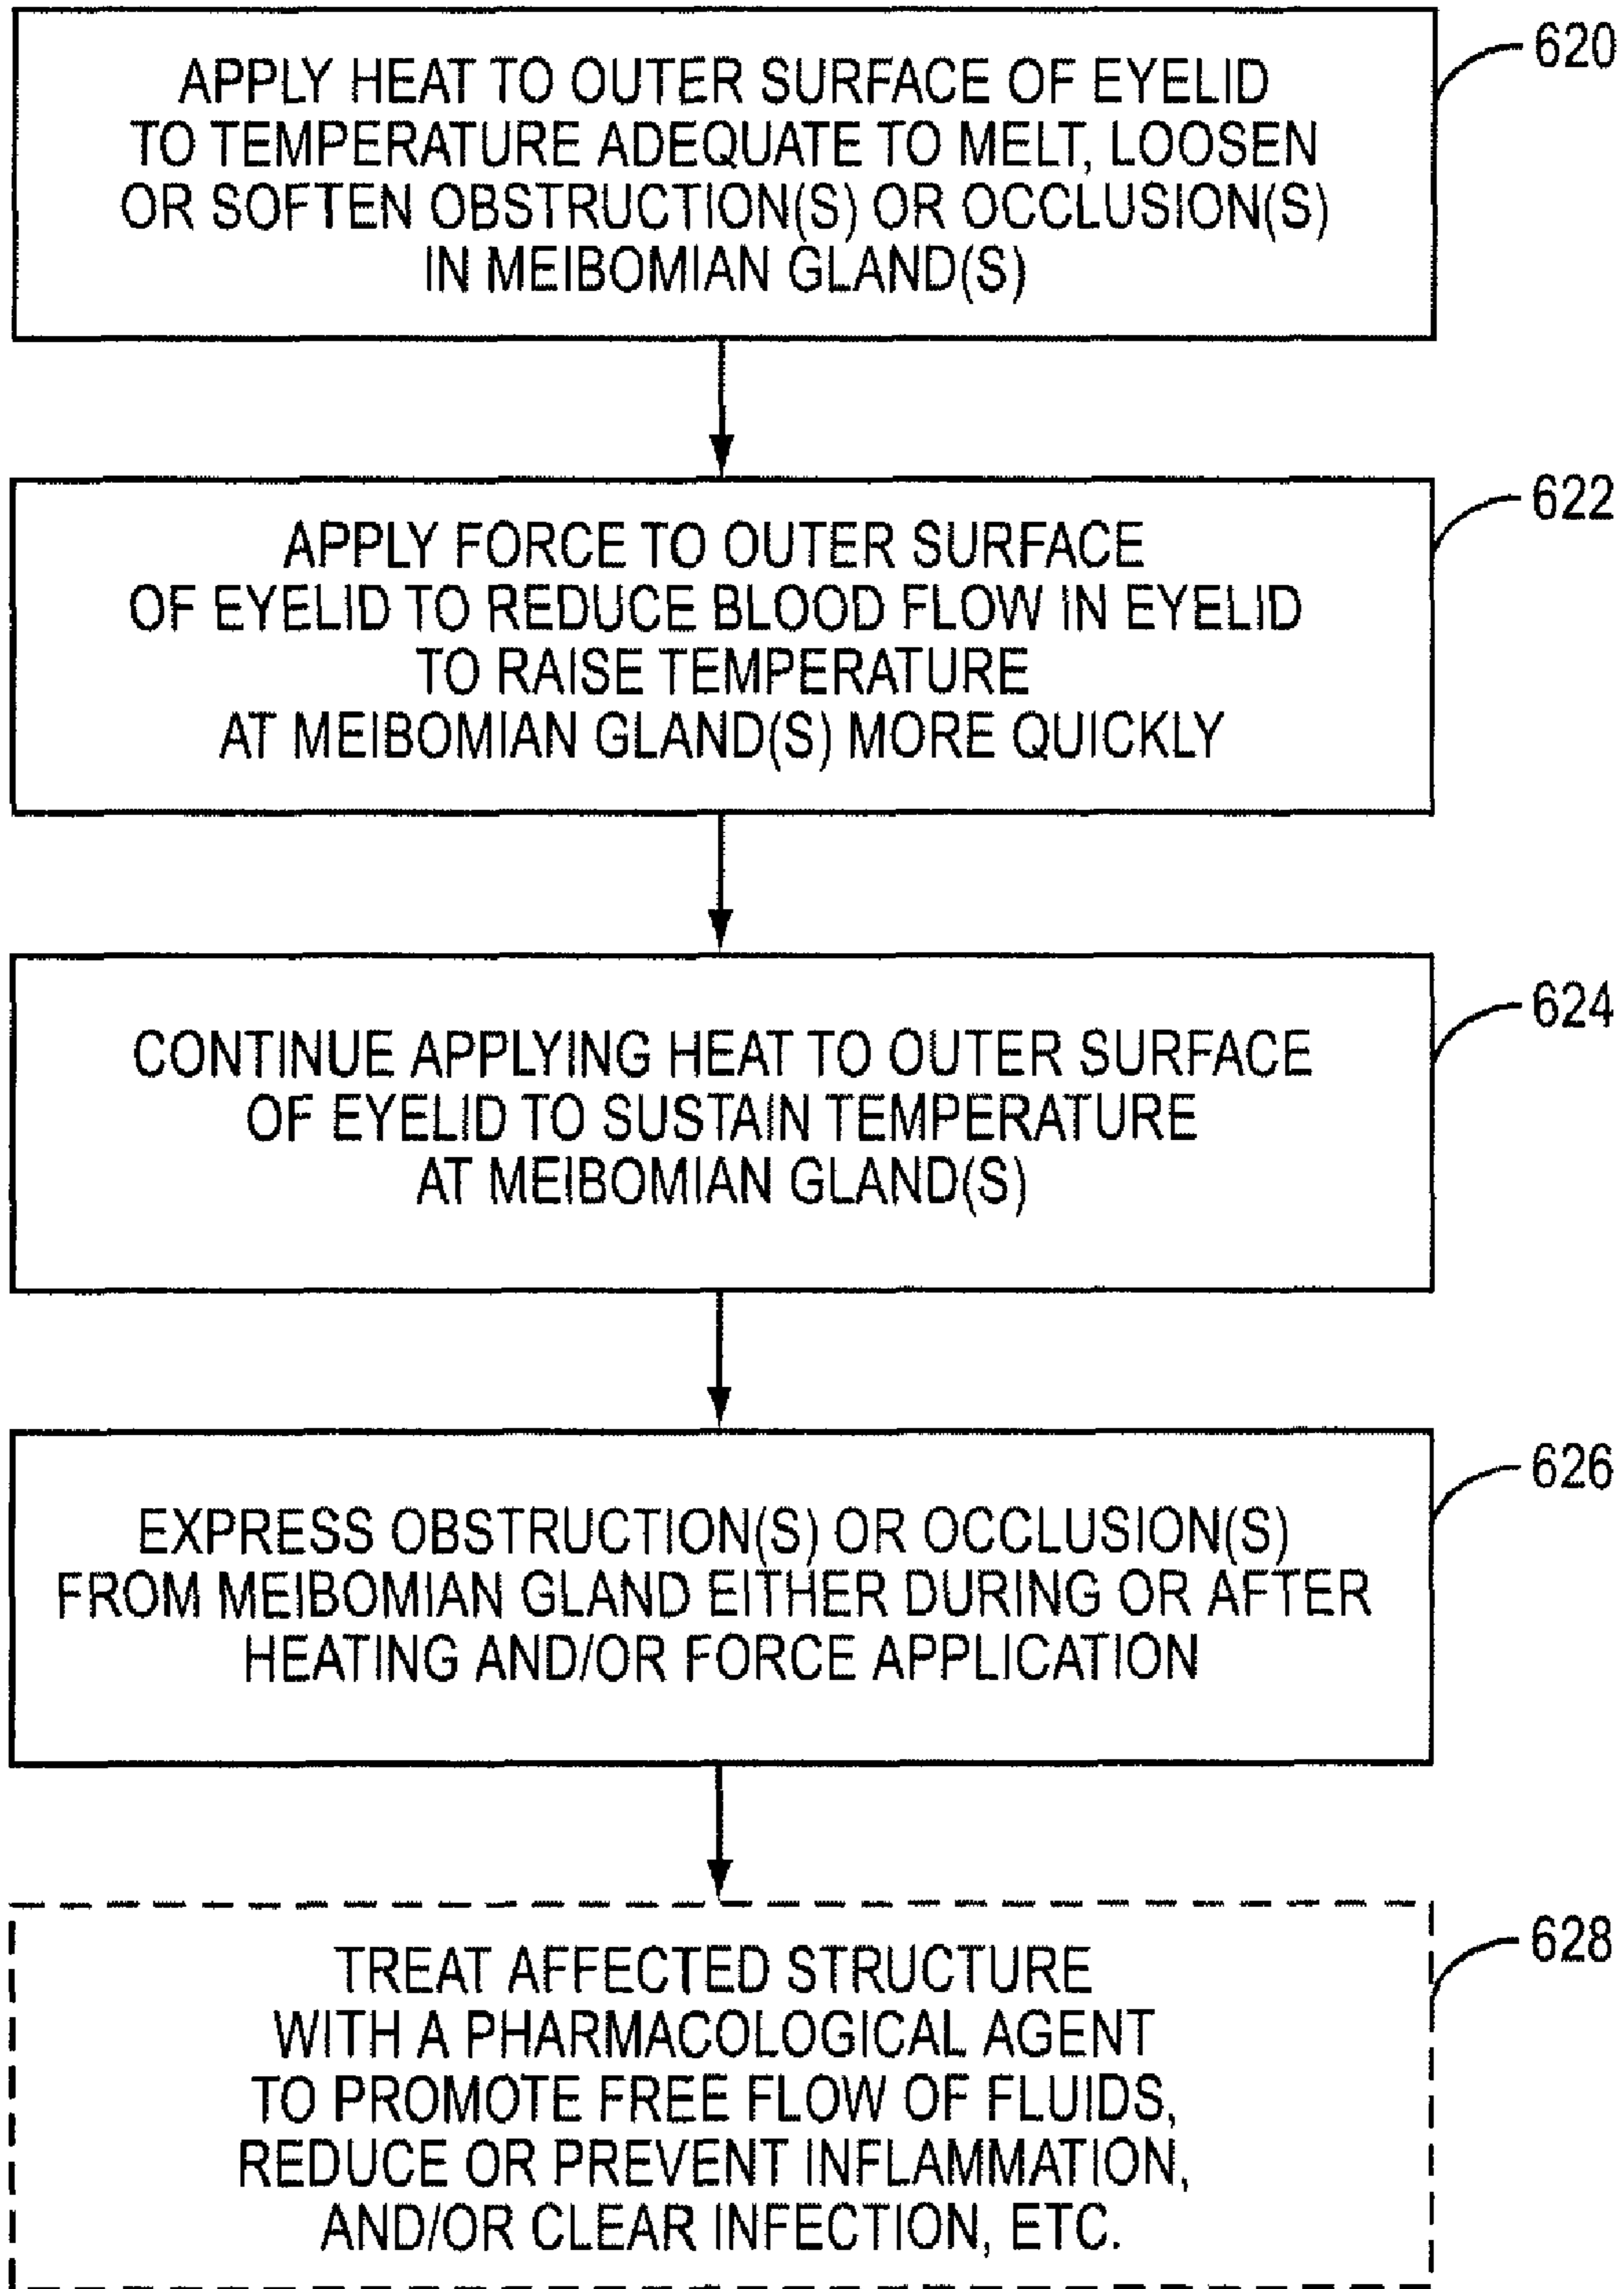 620
APPLY HEAT TO OUTER SURFACE OF EYELID
TO TEMPERATURE ADEQUATE TO MELT, LOOSEN
OR SOFTEN OBSTRUCTION(S) OR OCCLUSION(S)
IN MEIBOMIAN GLAND(S)
622
APPLY FORCE TO OUTER SURFACE
OF EYELID TO REDUCE BLOOD FLOW IN EYELID
TO RAISE TEMPERATURE
AT MEIBOMIAN GLAND(S) MORE QUICKLY
624
CONTINUE APPLYING HEAT TO OUTER SURFACE
OF EYELID TO SUSTAIN TEMPERATURE
AT MEIBOMIAN GLAND(S)
626
EXPRESS OBSTRUCTION(S) OR OCCLUSION(S)
FROM MEIBOMIAN GLAND EITHER DURING OR AFTER
HEATING AND/OR FORCE APPLICATION
628
TREAT AFFECTED STRUCTURE
WITH A PHARMACOLOGICAL AGENT
TO PROMOTE FREE FLOW OF FLUIDS,
REDUCE OR PREVENT INFLAMMATION,
AND/OR CLEAR INFECTION, ETC.